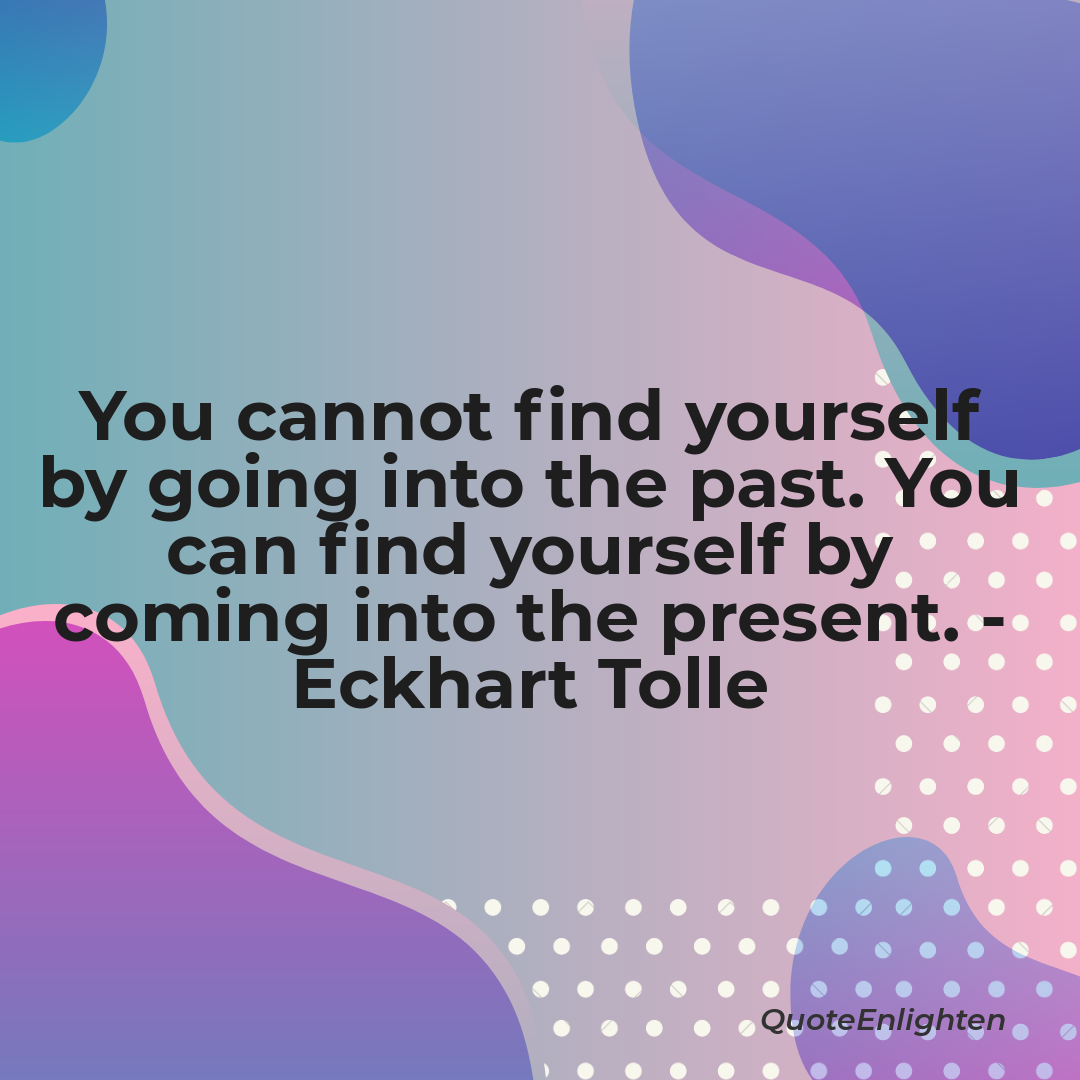 You cannot find yourself
by going into the past. You
can find yourself by
coming into the present. -
Eckhart Tolle
QuoteEnlighten